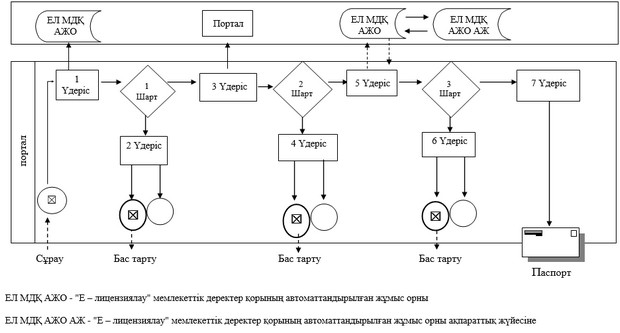 ЕЛ МДҚ
АЖО
Портал
ЕЛ МДҚ
АЖО
ЕЛ МДҚ
АЖО АЖ
портал
1
Үдеріс
1
Шарт
3 Үдеріс
2
Шарт
5 Үдеріс
3
Шарт
7 Үдеріс
2 Үдеріс
4 Үдеріс
6 Үдеріс
Сұрау
Бас тарту
Бас тарту
Бас тарту
Паспорт
ЕЛ МДҚ АЖО - "Е – лицензиялау" мемлекеттік деректер қорының автоматтандырылған жұмыс орны
ЕЛ МДҚ АЖО АЖ - "Е – лицензиялау" мемлекеттік деректер қорының автоматтандырылған жұмыс орны ақпараттық жүйесіне